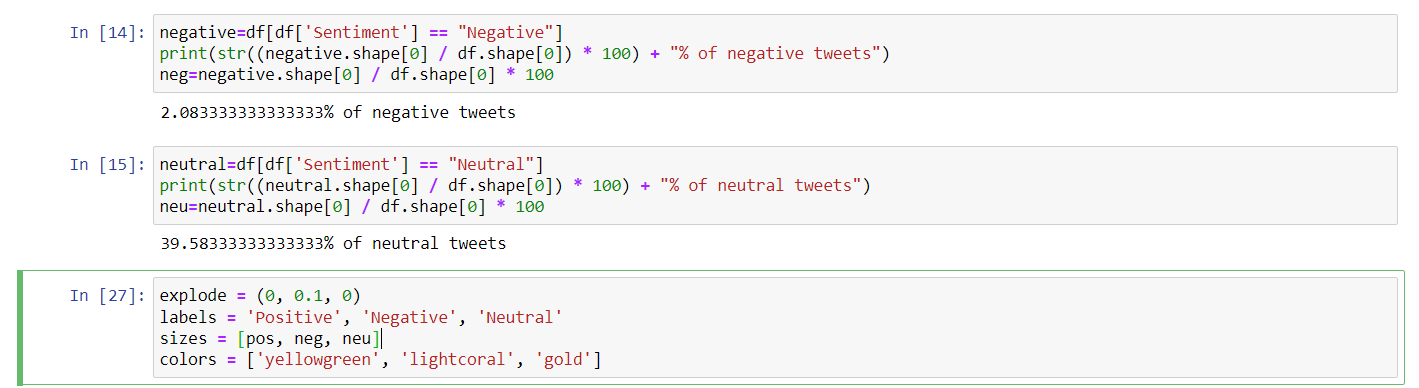 In [14]: negative=df[df['Sentiment'] == "Negative"]
print(str((negative.shape[0] / df.shape[0]) * 100) + "% of negative tweets")
neg=negative.shape[0] / df.shape[0] * 100
2.083333333333333% of negative tweets
In [15]: neutral=df[df['Sentiment'] == "Neutral"]
print(str((neutral.shape[0] / df.shape[0]) * 100) + "% of neutral tweets")
neu=neutral.shape[0] / df.shape[0] * 100
39.58333333333333% of neutral tweets
In [27]: explode = (0, 0.1, 0)
labels = 'Positive', 'Negative', 'Neutral'
sizes = [pos, neg, neu]
colors = ['yellowgreen', 'lightcoral', 'gold']